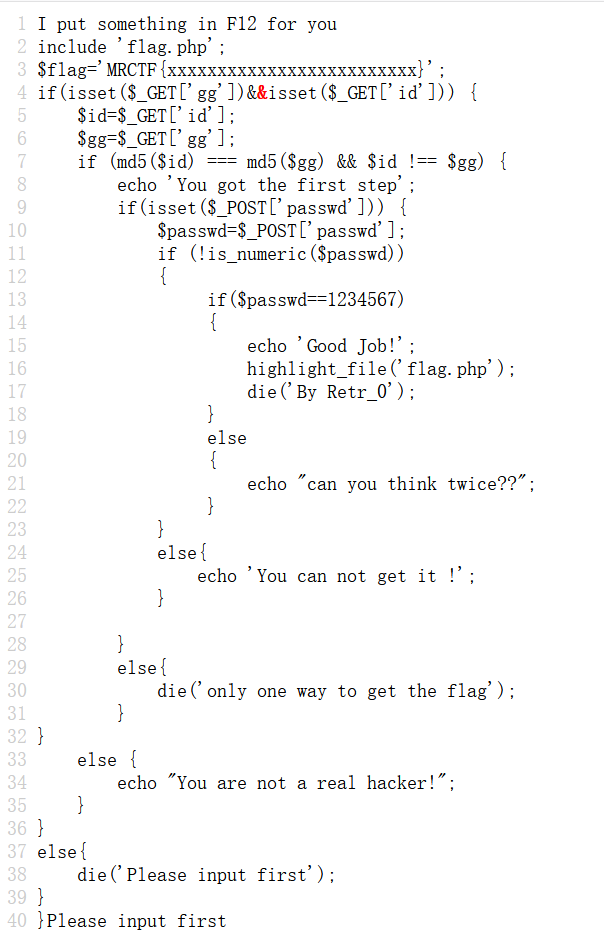 1 I put something in F12 for you
2 include 'flag.php';
3 $flag='MRCTF{xxxxxxxxxxxxxxxxxxxxxxxxx}';
4 if(isset($_GET['gg'])&&isset($_GET['id'])) {
5     $id=$_GET['id'];
6     $gg=$_GET['gg'];
7     if (md5($id) === md5($gg) && $id !== $gg) {
8         echo 'You got the first step';
9         if(isset($_POST['passwd'])) {
10             $passwd=$_POST['passwd'];
11             if (!is_numeric($passwd))
12             {
13                  if($passwd==1234567)
14                  {
15                      echo 'Good Job!';
16                      highlight_file('flag.php');
17                      die('By Retr_0');
18                  }
19                  else
20                  {
21                      echo "can you think twice??";
22                  }
23             }
24             else{
25                 echo 'You can not get it !';
26             }
27
28         }
29         else{
30             die('only one way to get the flag');
31         }
32 }
33     else {
34         echo "You are not a real hacker!";
35     }
36 }
37 else{
38     die('Please input first');
39 }
40 }Please input first